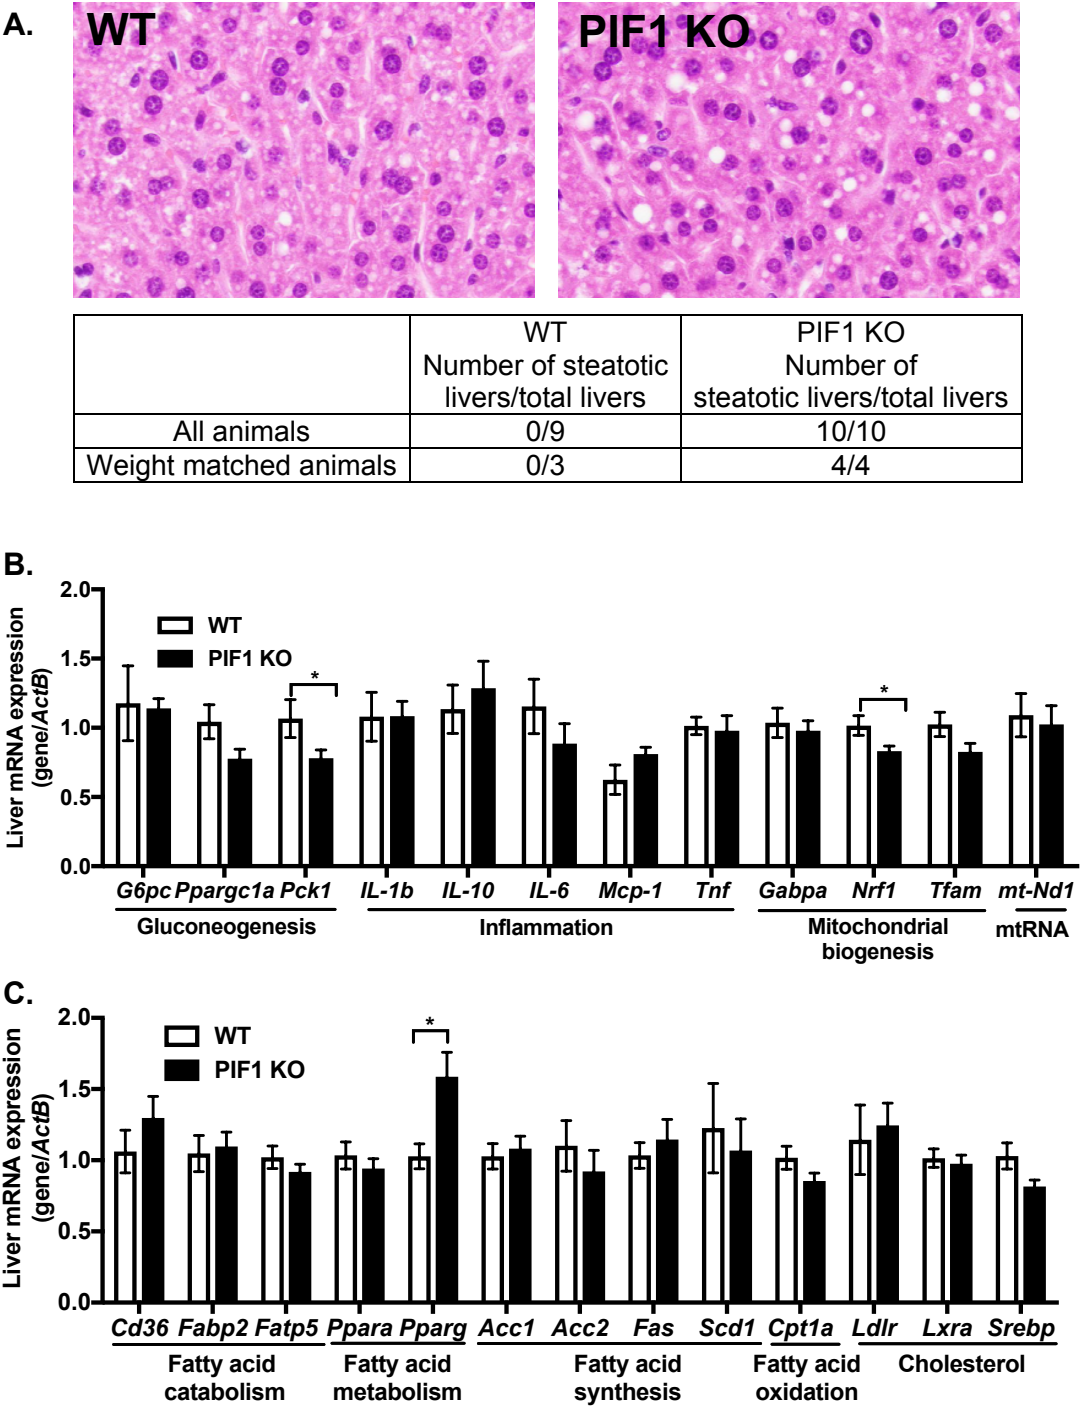 A.
WT
PIF1 KO
WT
Number of steatotic
livers/total livers
PIF1 KO
Number of
steatotic livers/total livers
All animals
0/9
10/10
Weight matched animals
0/3
4/4
B.
Liver mRNA expression
(gene/ActB)
2.0
1.5
1.0
0.5
0.0
WT
PIF1 KO
*
*
G6pc Ppargc1a Pck1 IL-1b IL-10 IL-6 Mcp-1 Tnf Gabpa Nrf1 Tfam mt-Nd1
Gluconeogenesis
Inflammation
Mitochondrial
biogenesis
mtRNA
C.
Liver mRNA expression
(gene/ActB)
2.0
1.5
1.0
0.5
0.0
WT
PIF1 KO
*
Cd36 Fabp2 Fatp5 Ppara Pparg Acc1 Acc2 Fas Scd1 Cpt1a Ldlr Lxra Srebp
Fatty acid
catabolism
Fatty acid
metabolism
Fatty acid
synthesis
Fatty acid
oxidation
Cholesterol